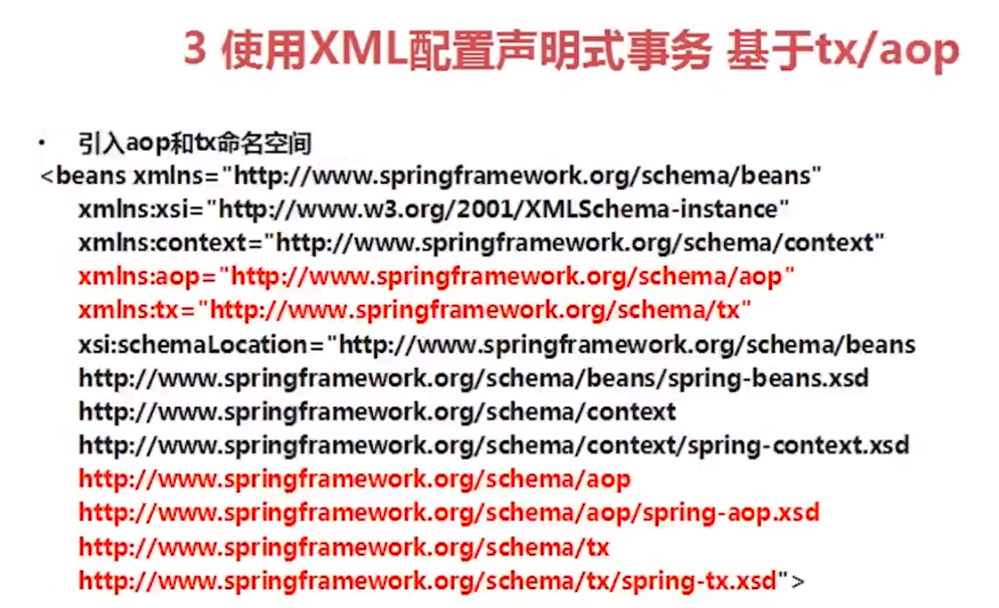 3 使用XML配置声明式事务 基于tx/aop
• 引入aop和tx命名空间
<beans xmlns="http://www.springframework.org/schema/beans"
xmlns:xsi="http://www.w3.org/2001/XMLSchema-instance"
xmlns:context="http://www.springframework.org/schema/context"
xmlns:aop="http://www.springframework.org/schema/aop"
xmlns:tx="http://www.springframework.org/schema/tx"
xsi:schemaLocation="http://www.springframework.org/schema/beans
http://www.springframework.org/schema/beans/spring-beans.xsd
http://www.springframework.org/schema/context
http://www.springframework.org/schema/context/spring-context.xsd
http://www.springframework.org/schema/aop
http://www.springframework.org/schema/aop/spring-aop.xsd
http://www.springframework.org/schema/tx
http://www.springframework.org/schema/tx/spring-tx.xsd">